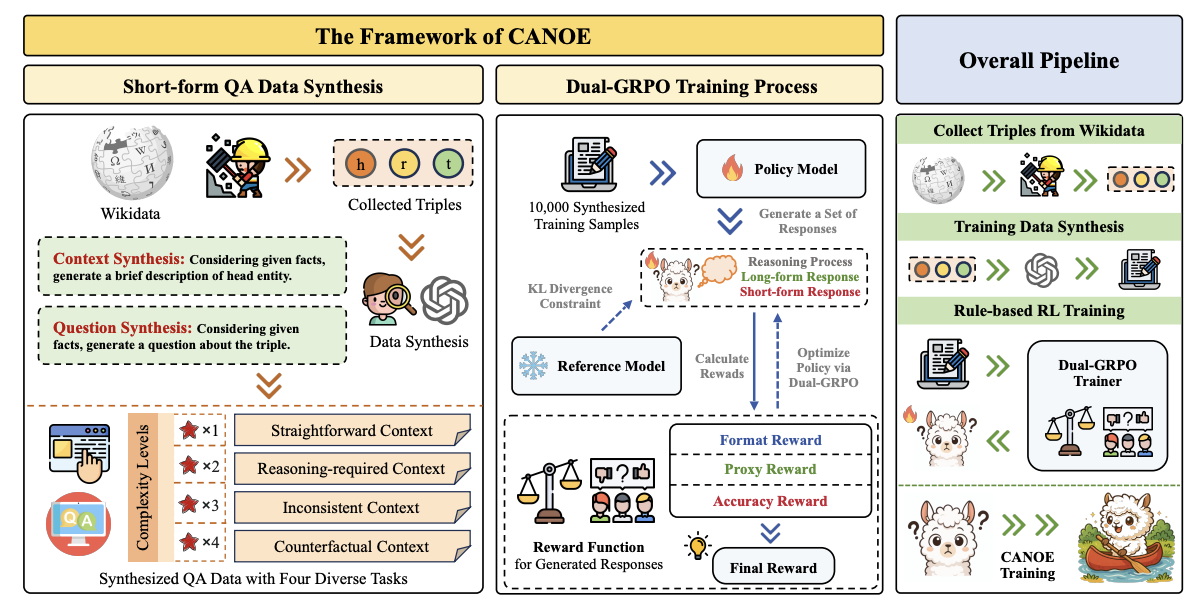 The Framework of CANOE
Short-form QA Data Synthesis
Wikidata
h r t
Collected Triples
Context Synthesis: Considering given
facts, generate a brief description of head entity.
Question Synthesis: Considering given
facts, generate a question about the triple.
Data Synthesis
Complexity Levels
×1
Straightforward Context
×2
Reasoning-required Context
×3
Inconsistent Context
×4
Counterfactual Context
QA
Synthesized QA Data with Four Diverse Tasks
Dual-GRPO Training Process
10,000 Synthesized
Training Samples
Policy Model
Generate a Set of
Responses
Reasoning Process
Long-form Response
Short-form Response
KL Divergence
Constraint
Reference Model
Calculate
Rewads
Optimize
Policy via
Dual-GRPO
Format Reward
Proxy Reward
Accuracy Reward
Reward Function
for Generated Responses
Final Reward
Overall Pipeline
Collect Triples from Wikidata
Training Data Synthesis
Rule-based RL Training
Dual-GRPO
Trainer
CANOE
Training